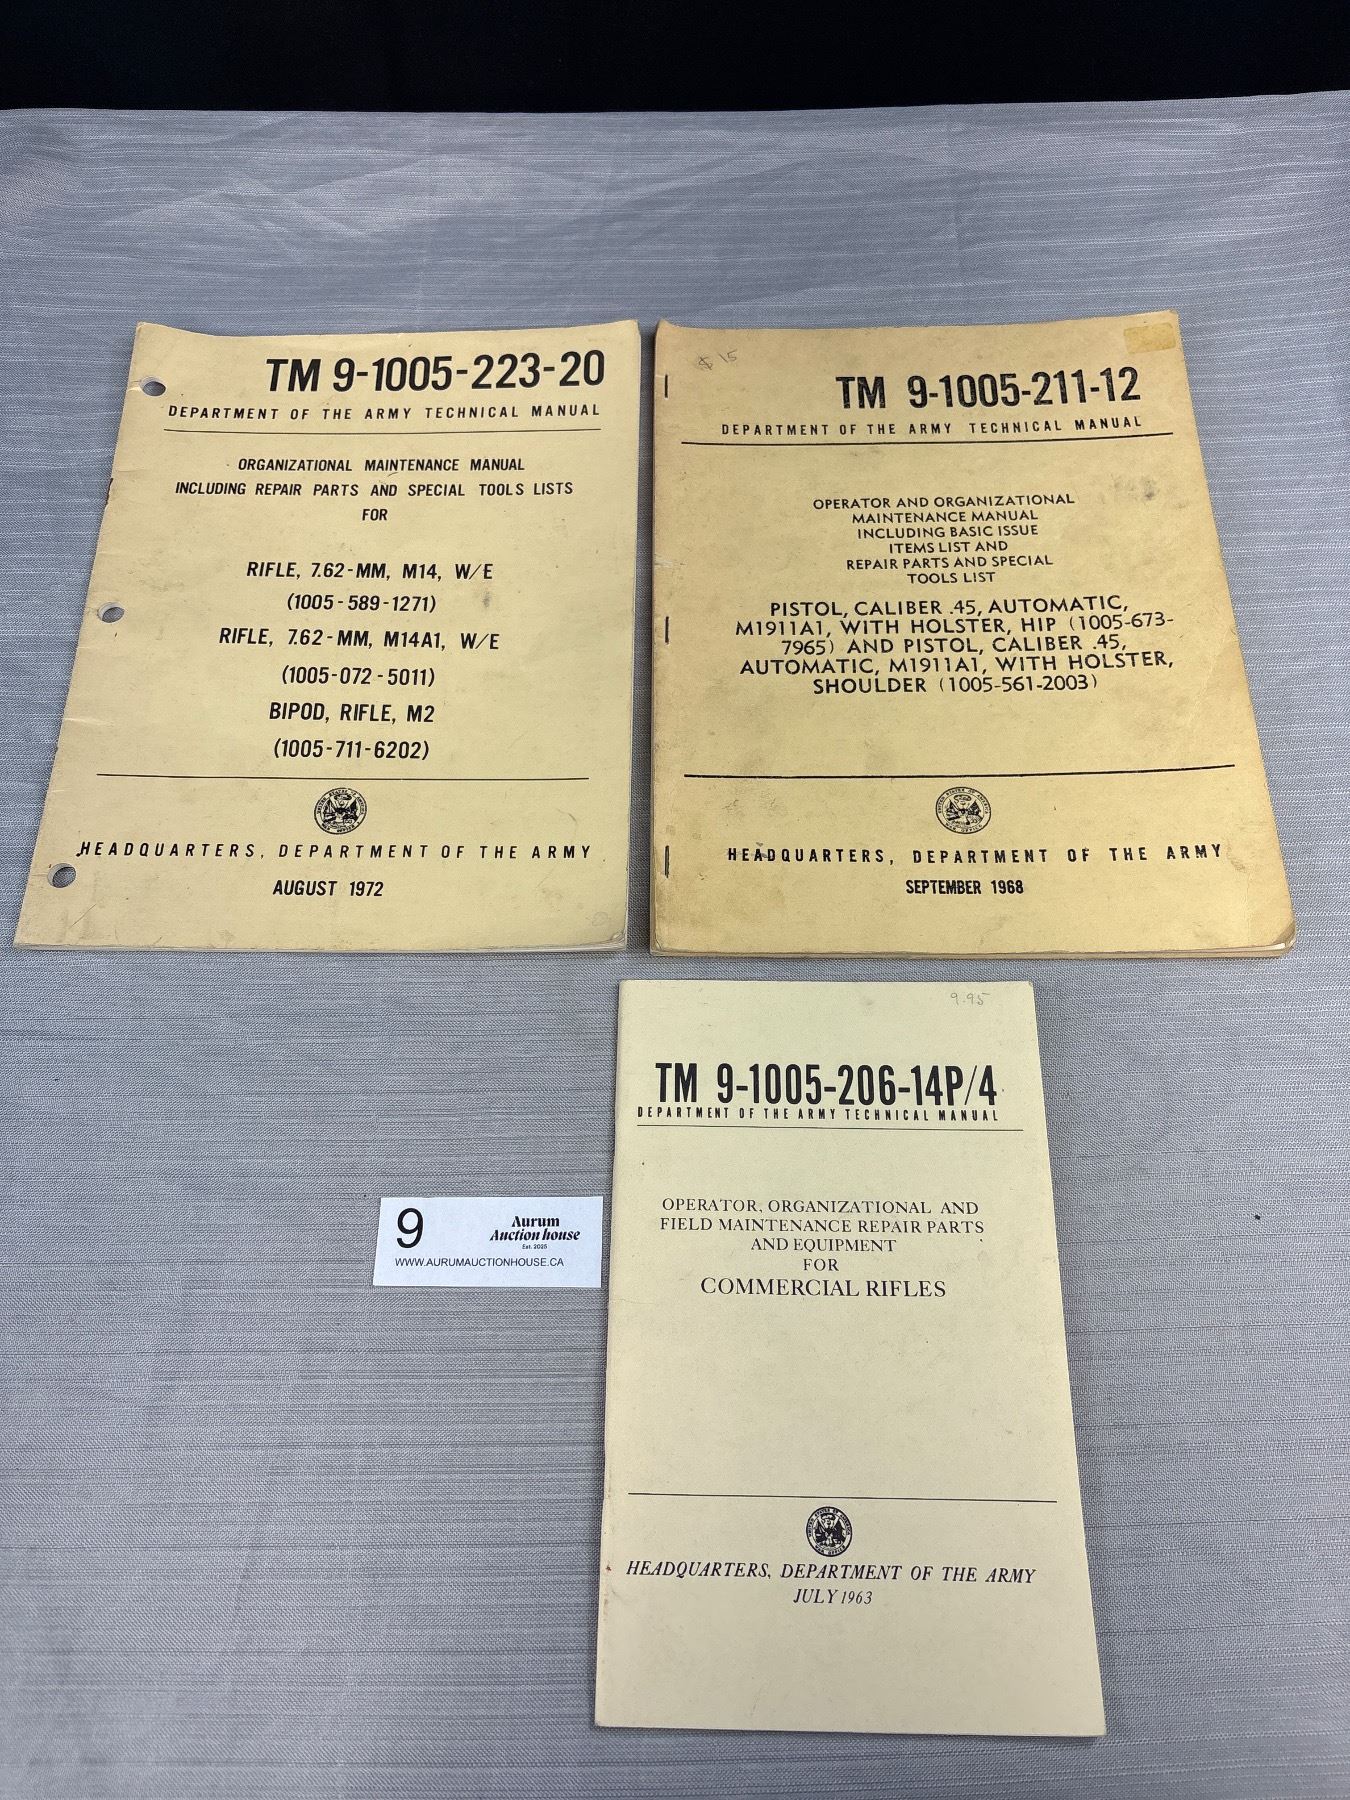 TM 9-1005-223-20
DEPARTMENT OF THE ARMY TECHNICAL MANUAL
ORGANIZATIONAL MAINTENANCE MANUAL
INCLUDING REPAIR PARTS AND SPECIAL TOOLS LISTS
FOR
RIFLE, 7.62-MM, M14, W/E
(1005-589-1271)
RIFLE, 7.62-MM, M14A1, W/E
(1005-072-5011)
BIPOD, RIFLE, M2
(1005-711-6202)
HEADQUARTERS, DEPARTMENT OF THE ARMY
AUGUST 1972
$ 15
TM 9-1005-211-12
DEPARTMENT OF THE ARMY TECHNICAL MANUAL
OPERATOR AND ORGANIZATIONAL
MAINTENANCE MANUAL
INCLUDING BASIC ISSUE
ITEMS LIST AND
REPAIR PARTS AND SPECIAL
TOOLS LIST
PISTOL, CALIBER .45, AUTOMATIC,
M1911A1, WITH HOLSTER, HIP (1005-673-
7965) AND PISTOL, CALIBER .45,
AUTOMATIC, M1911A1, WITH HOLSTER,
SHOULDER (1005-561-2003)
HEADQUARTERS, DEPARTMENT OF THE ARMY
SEPTEMBER 1968
9.95
TM 9-1005-206-14P/4
DEPARTMENT OF THE ARMY TECHNICAL MANUAL
OPERATOR, ORGANIZATIONAL AND
FIELD MAINTENANCE REPAIR PARTS
AND EQUIPMENT
FOR
COMMERCIAL RIFLES
HEADQUARTERS, DEPARTMENT OF THE ARMY
JULY 1963
9
Aurum
Auction house
Est. 2025
WWW.AURUMAUCTIONHOUSE.CA